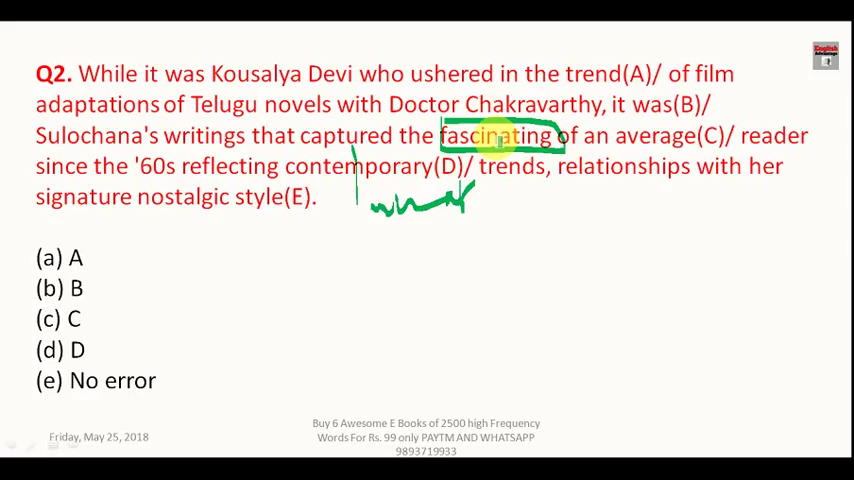 English
Advantage
Q2. While it was Kousalya Devi who ushered in the trend(A)/ of film
adaptations of Telugu novels with Doctor Chakravarthy, it was(B)/
Sulochana's writings that captured the fascinating of an average(C)/ reader
since the '60s reflecting contemporary(D)/ trends, relationships with her
signature nostalgic style(E).
(a) A
(b) B
(c) C
(d) D
(e) No error
Friday, May 25, 2018
Buy 6 Awesome E Books of 2500 high Frequency
Words For Rs. 99 only PAYTM AND WHATSAPP
9893719933